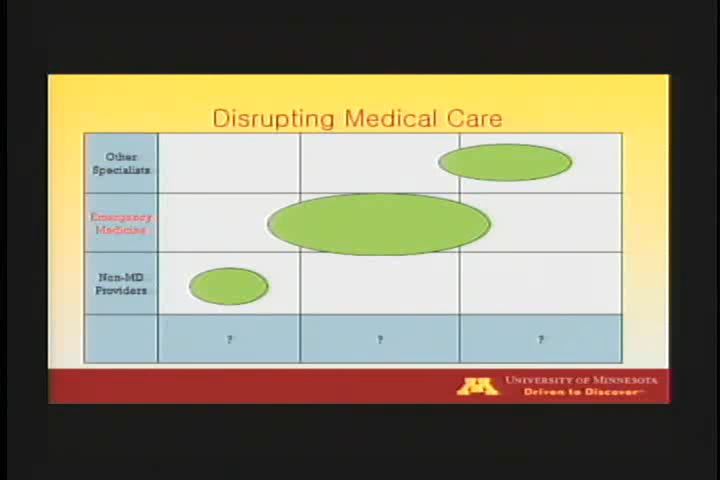 Disrupting Medical Care
Other
Specialists
Emergency
Medicine
Non-MD
Providers
? ? ?
UNIVERSITY OF MINNESOTA
Driven to Discover